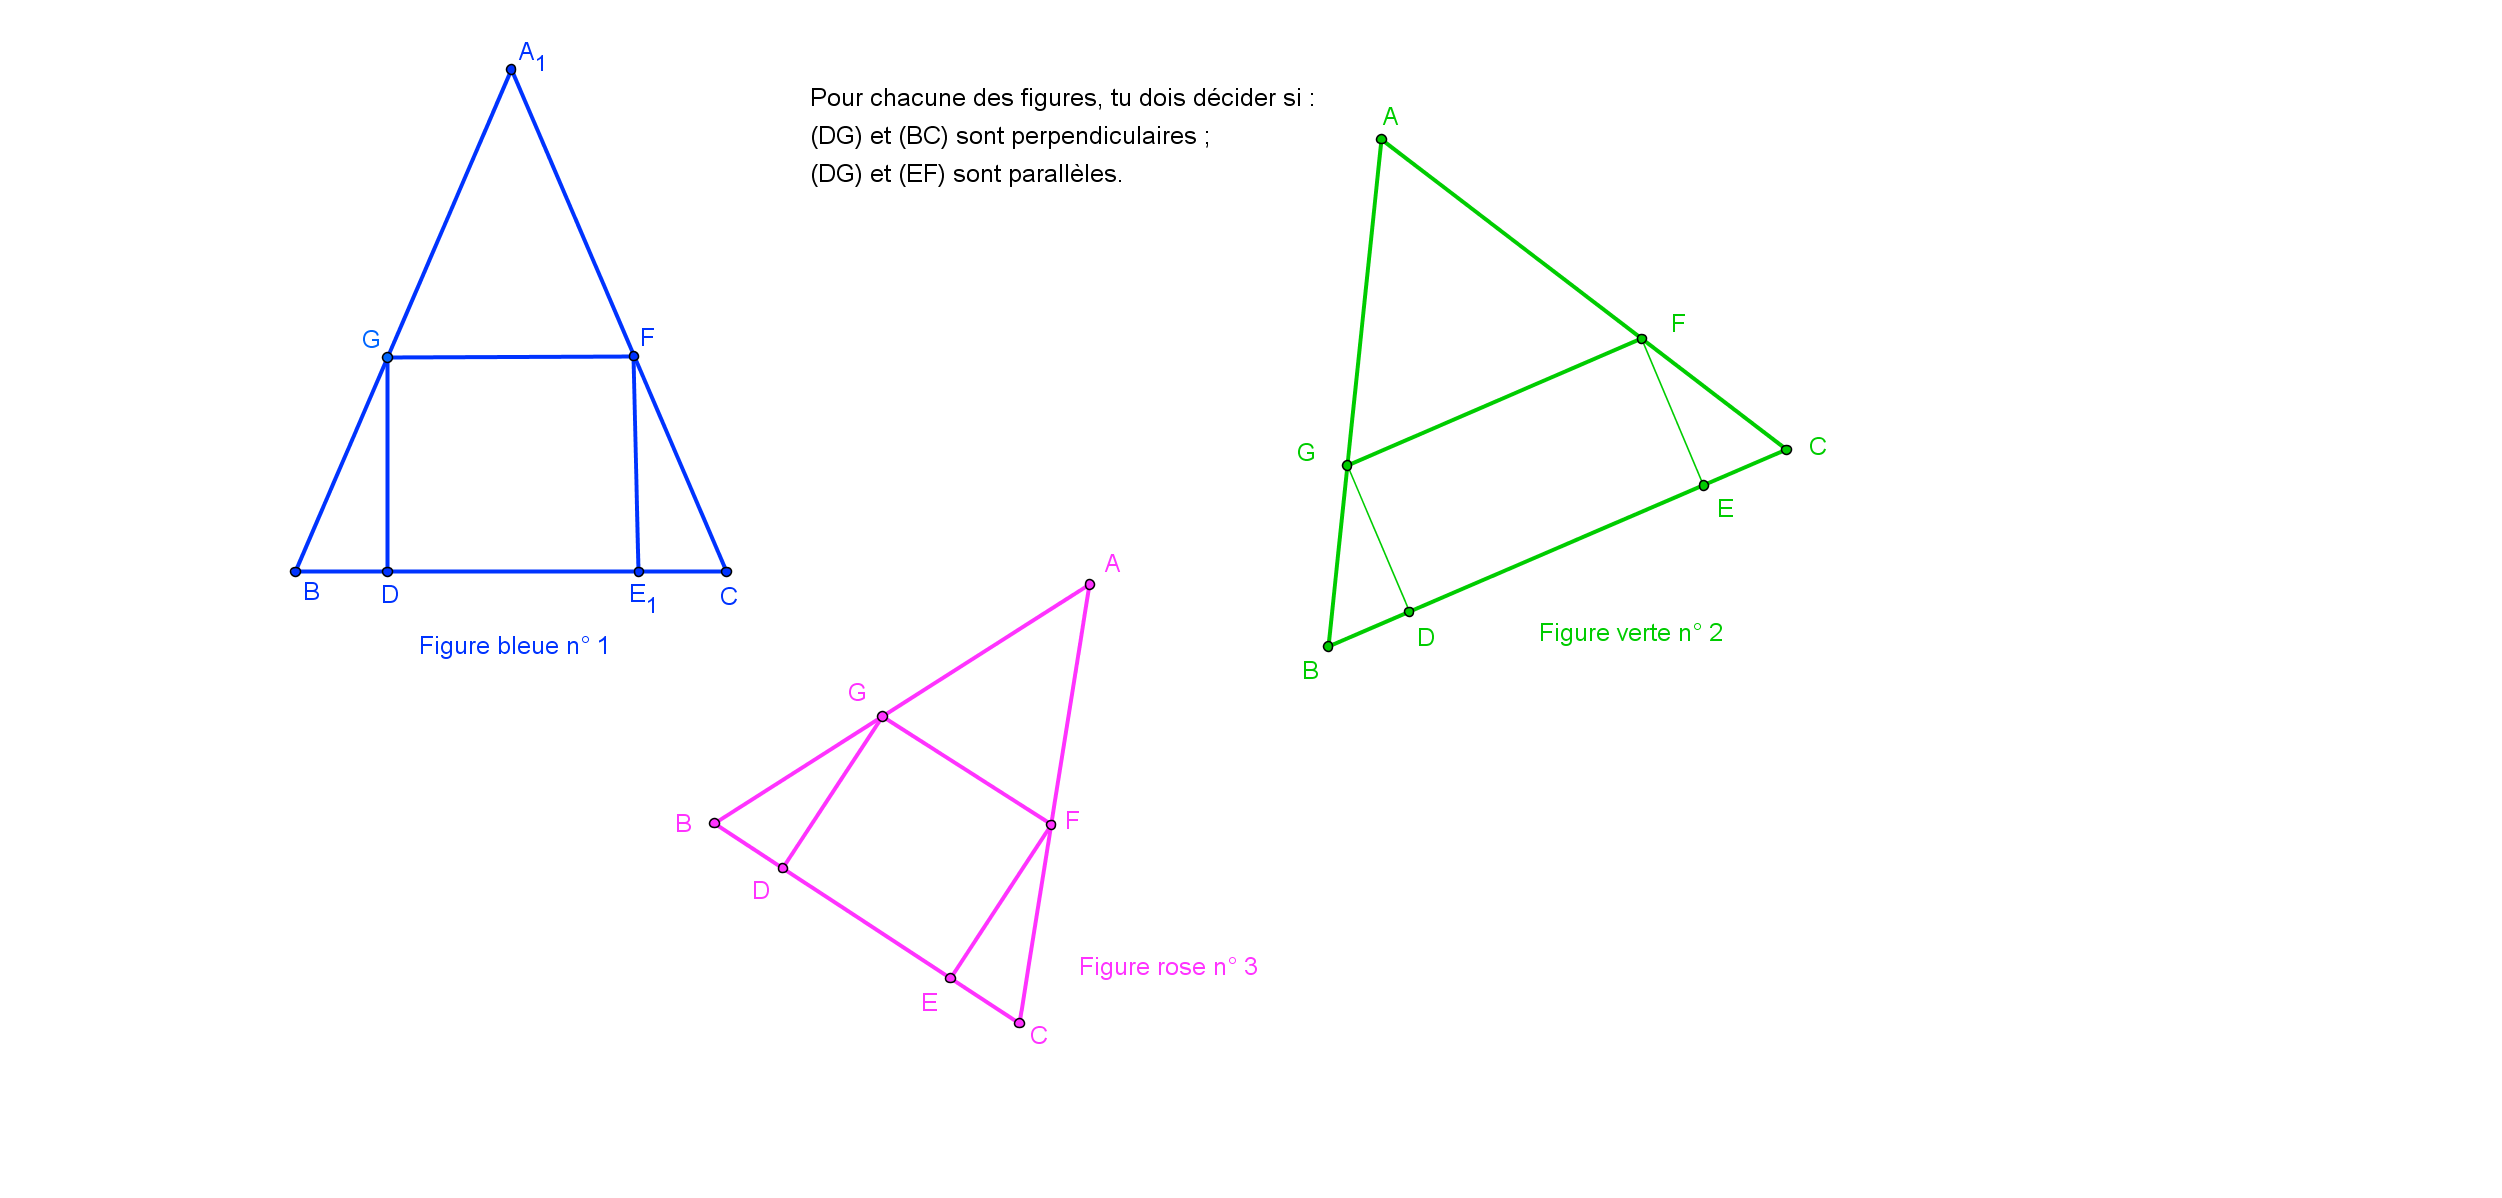 A1
Pour chacune des figures, tu dois décider si :
(DG) et (BC) sont perpendiculaires ;
(DG) et (EF) sont parallèles.
G
F
B
D
E1
C
Figure bleue n° 1
A
F
G
C
E
D
B
Figure verte n° 2
A
G
B
F
D
E
C
Figure rose n° 3